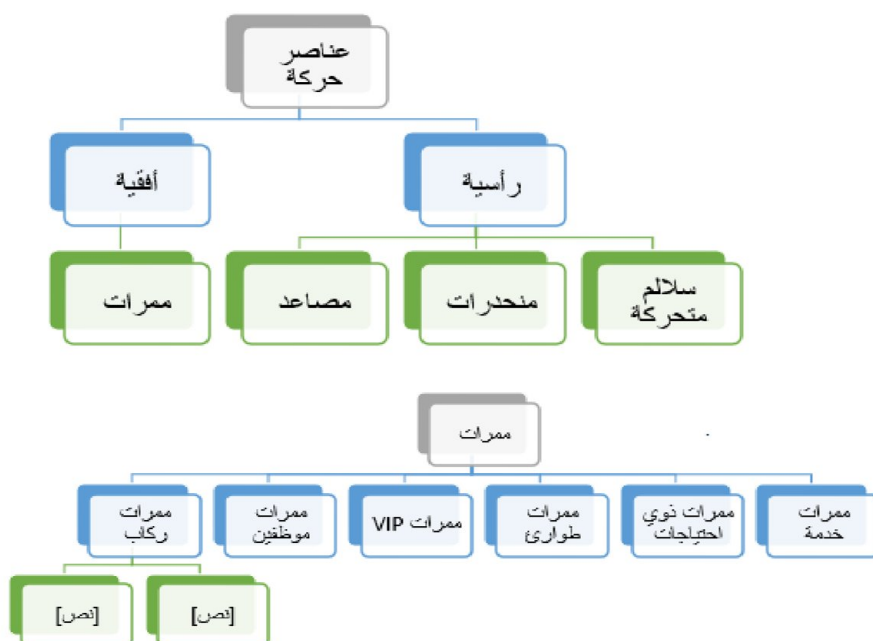 عناصر
حركة
رأسية
أفقية
سلالم
متحركة
منحدرات
مصاعد
ممرات
ممرات
ممرات
خدمة
ممرات ذوي
احتياجات
ممرات
طوارئ
ممرات VIP
ممرات
موظفين
ممرات
ركاب
[نص]
[نص]